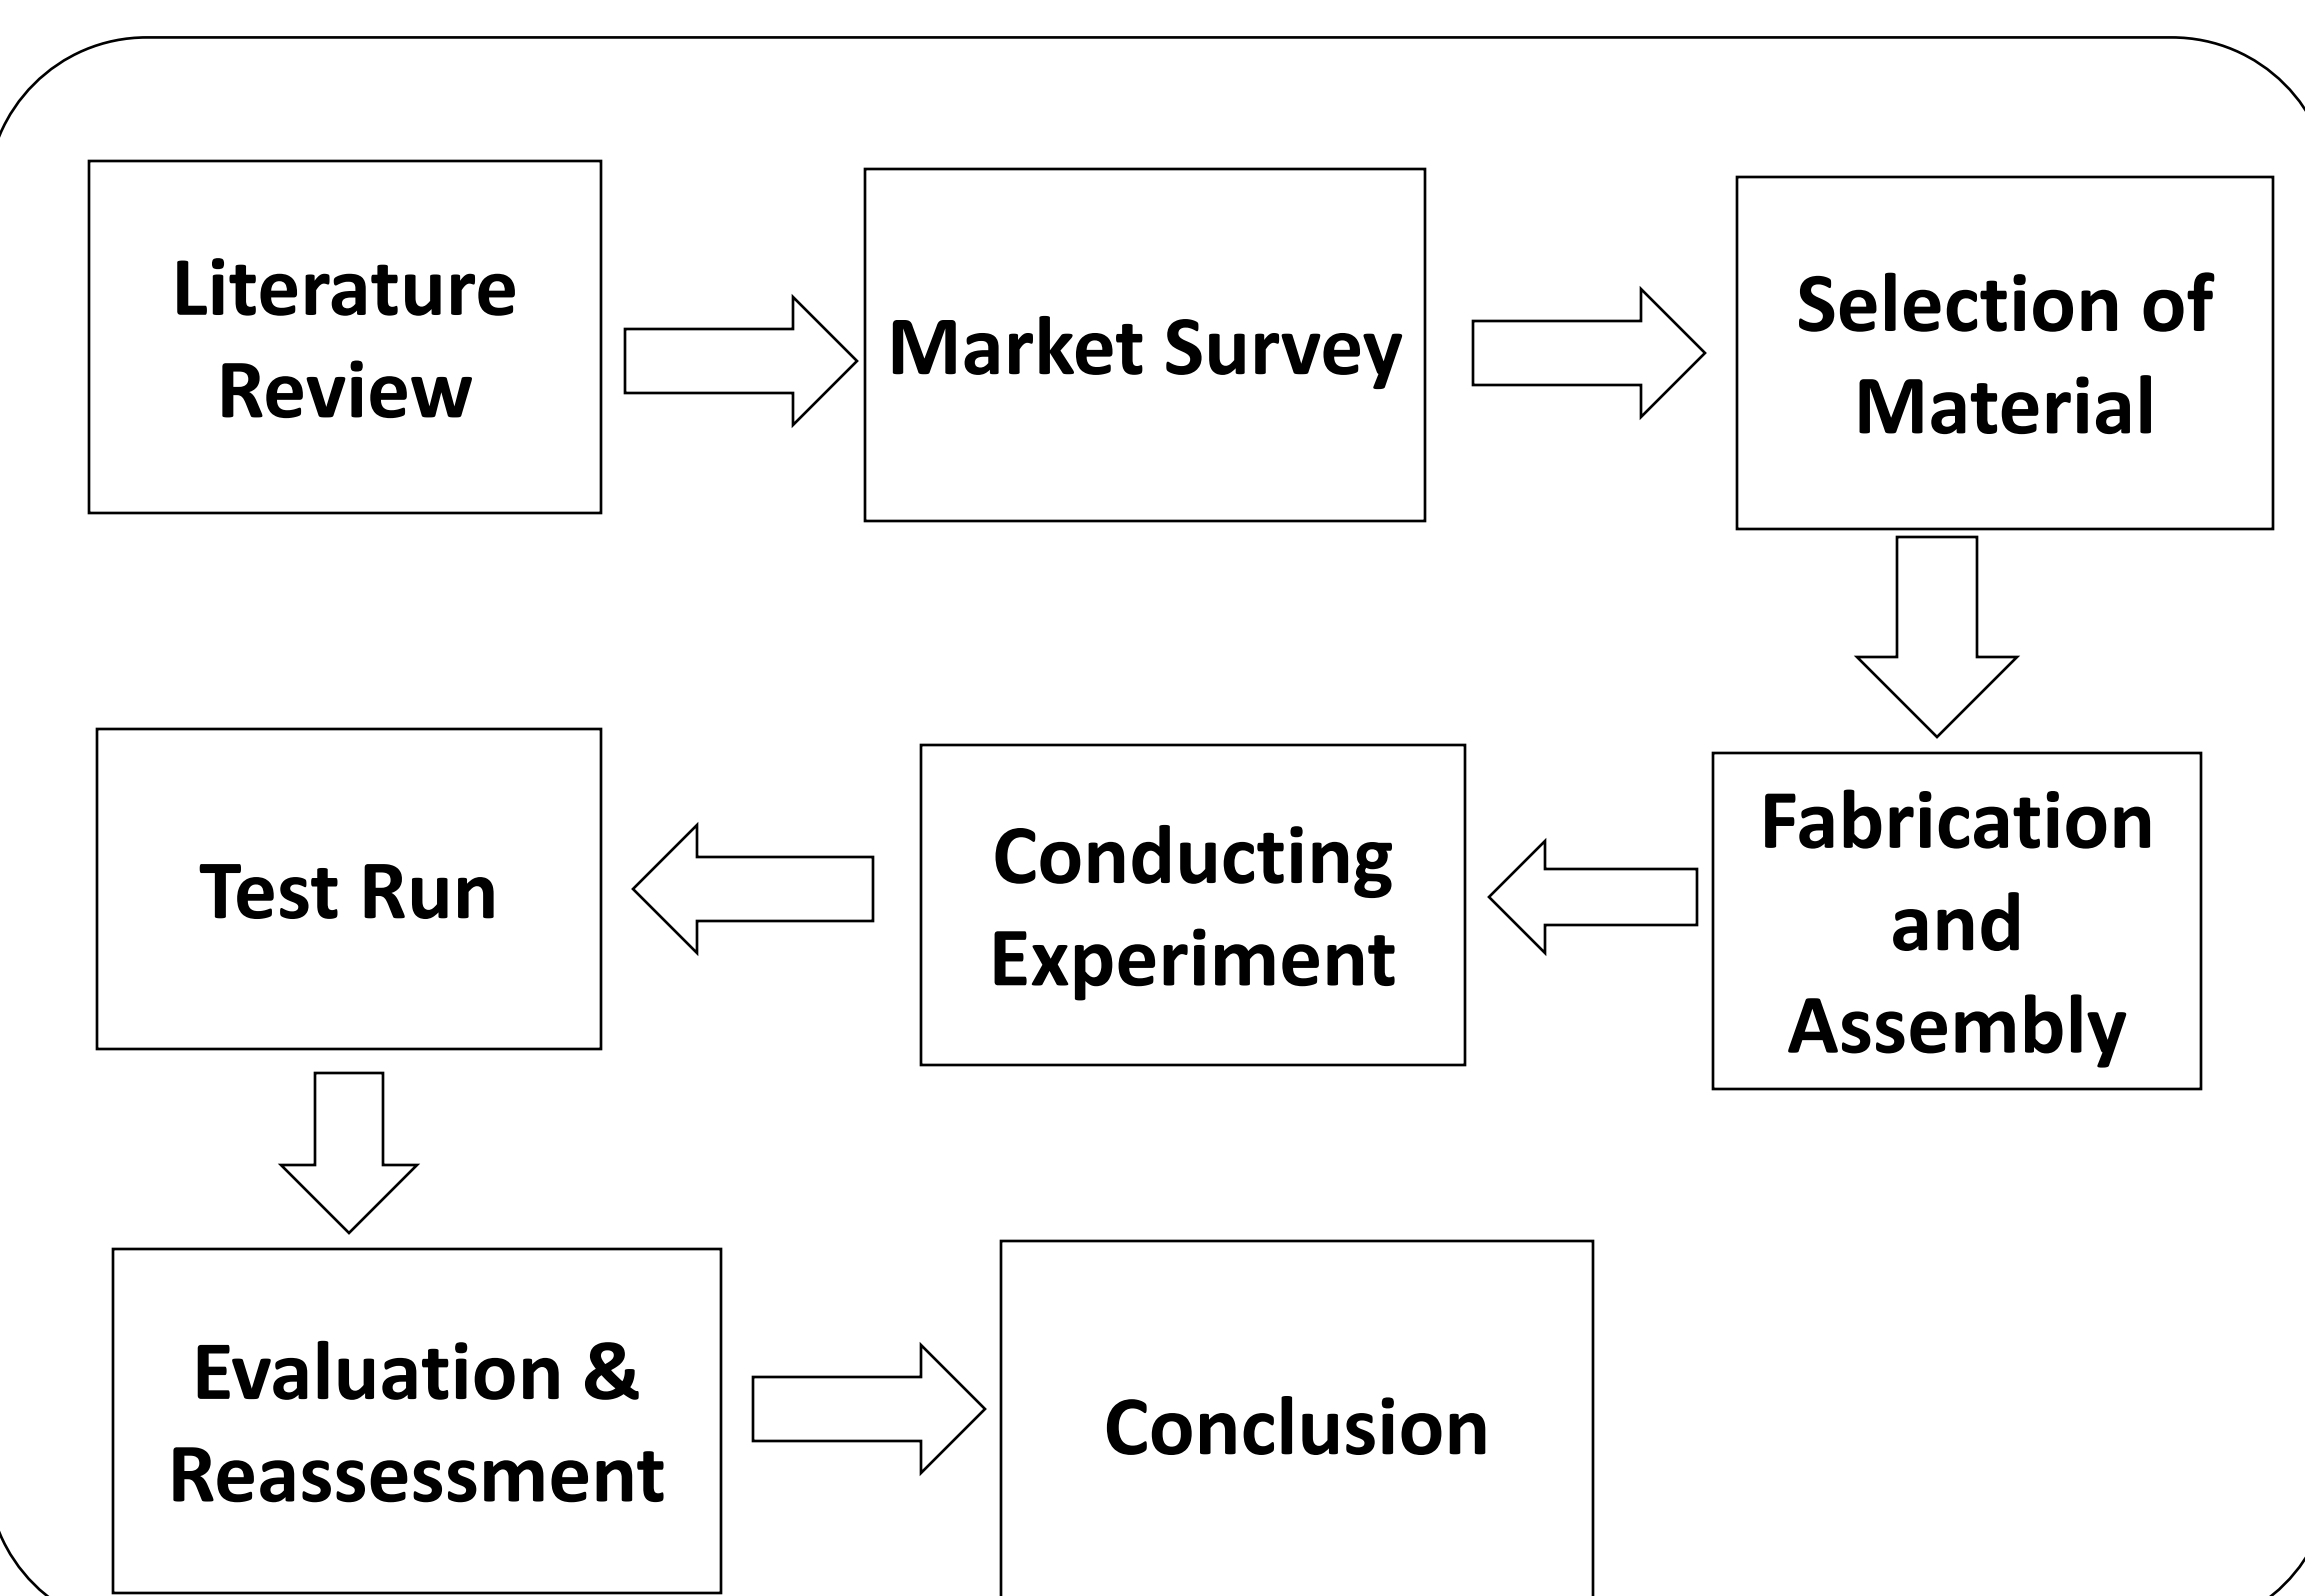 Literature
Review
Market Survey
Selection of
Material
Fabrication
and
Assembly
Conducting
Experiment
Test Run
Evaluation &
Reassessment
Conclusion